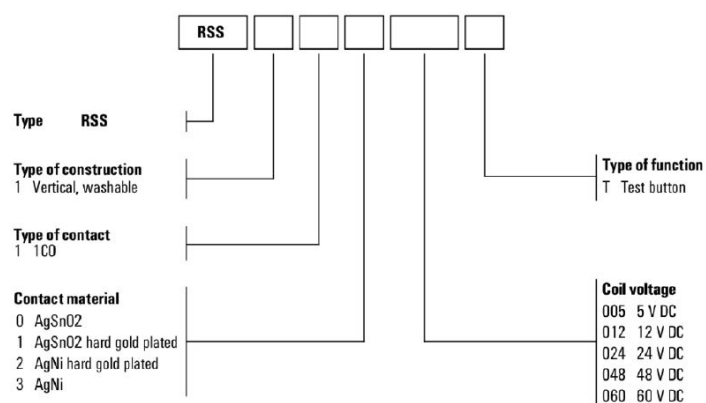 RSS
Type RSS
Type of construction
1 Vertical, washable
Type of contact
1 1CO
Contact material
0 AgSnO2
1 AgSnO2 hard gold plated
2 AgNi hard gold plated
3 AgNi
Type of function
T Test button
Coil voltage
005 5 V DC
012 12 V DC
024 24 V DC
048 48 V DC
060 60 V DC